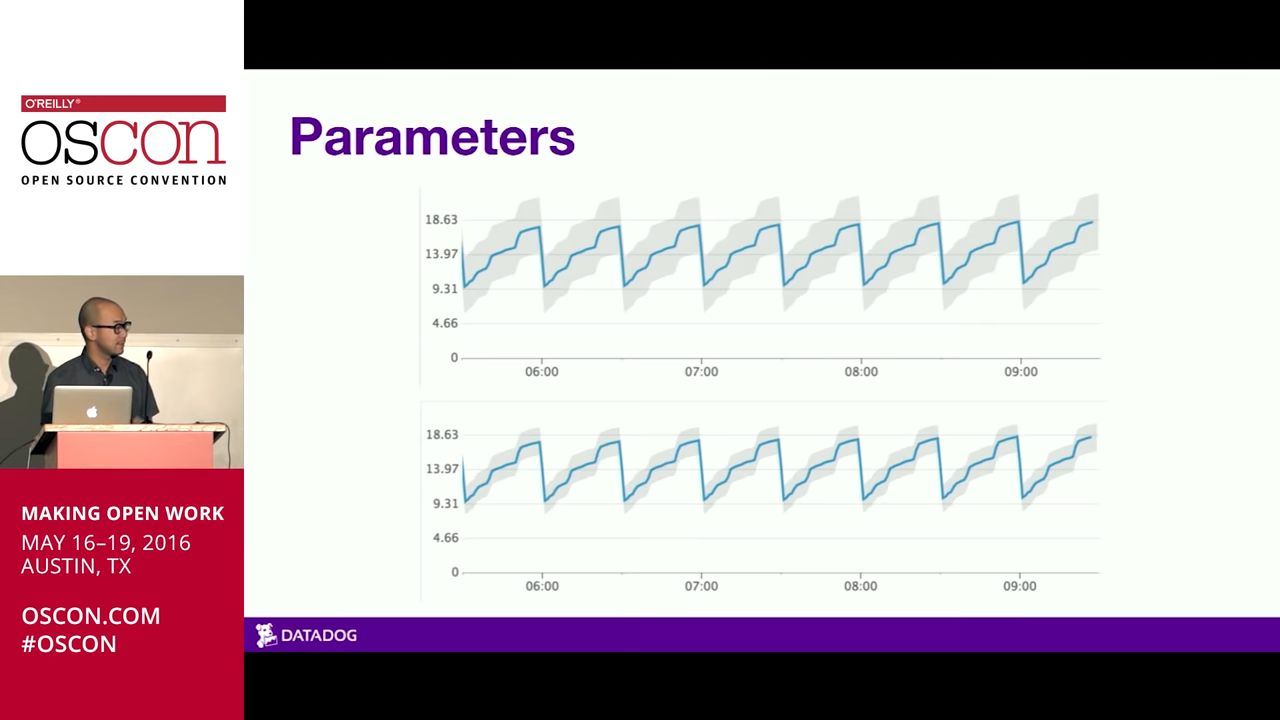 O'REILLY®
OSCON
OPEN SOURCE CONVENTION
MAKING OPEN WORK
MAY 16–19, 2016
AUSTIN, TX
OSCON.COM
#OSCON
Parameters
18.63
13.97
9.31
4.66
0
06:00 07:00 08:00 09:00
18.63
13.97
9.31
4.66
0
06:00 07:00 08:00 09:00
DATADOG